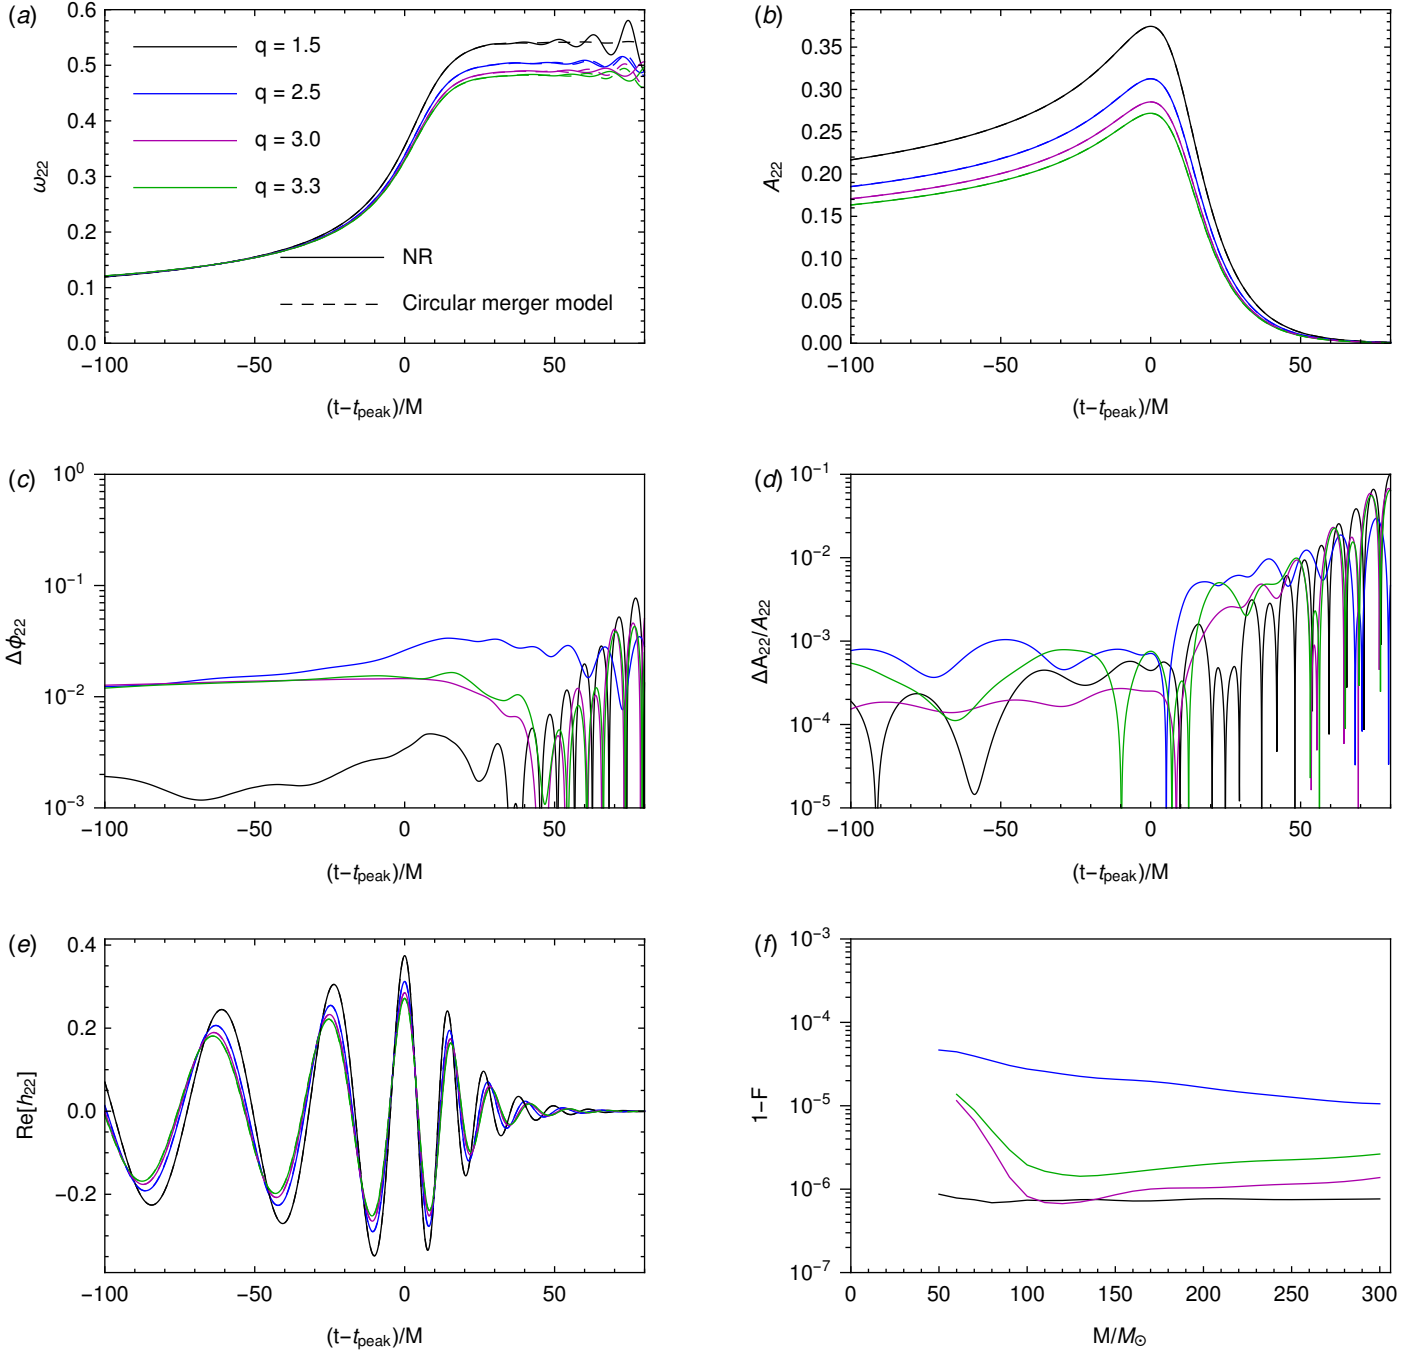 (a)
0.6
0.5
0.4
0.3
0.2
0.1
0.0
ω22
q = 1.5
q = 2.5
q = 3.0
q = 3.3
NR
Circular merger model
−100 −50 0 50
(t−tpeak)/M
(b)
0.35
0.30
0.25
0.20
0.15
0.10
0.05
0.00
A22
−100 −50 0 50
(t−tpeak)/M
(c)
10^0
10^−1
10^−2
10^−3
Δϕ22
−100 −50 0 50
(t−tpeak)/M
(d)
10^−1
10^−2
10^−3
10^−4
10^−5
ΔA22/A22
−100 −50 0 50
(t−tpeak)/M
(e)
0.4
0.2
0.0
−0.2
Re[h22]
−100 −50 0 50
(t−tpeak)/M
(f)
10^−3
10^−4
10^−5
10^−6
10^−7
1−F
0 50 100 150 200 250 300
M/M⊙